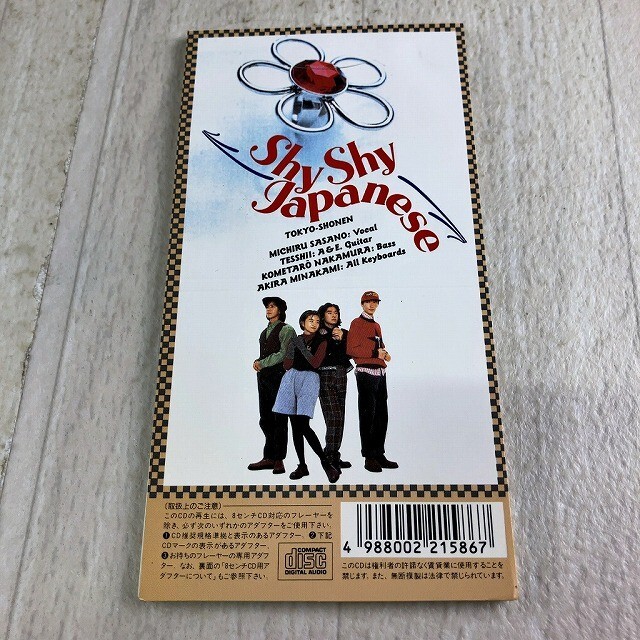 Shy Shy
Japanese
TOKYO-SHONEN
MICHIRU SASANO: Vocal
TESSHII: A & E. Guitar
KOMETARŌ NAKAMURA: Bass
AKIRA MINAKAMI: All Keyboards
〈取扱上のご注意〉
このCDの再生には、8センチCD対応のプレーヤーを
除き、必ず次のいずれかのアダプターをご使用下さい。
❶CD推奨規格準拠と表示のあるアダプター。❷下記
CDマークの表示があるアダプター。
❸お持ちのプレーヤーの専用アダプ
ター。なお、裏面の「8センチCD用ア
ダプターについて」もご参照下さい。
COMPACT
disc
DIGITAL AUDIO
4 988002 215867
このCDは権利者の許諾なく賃貸業に使用することを
禁じます。また、無断複製は法律で禁じられています。